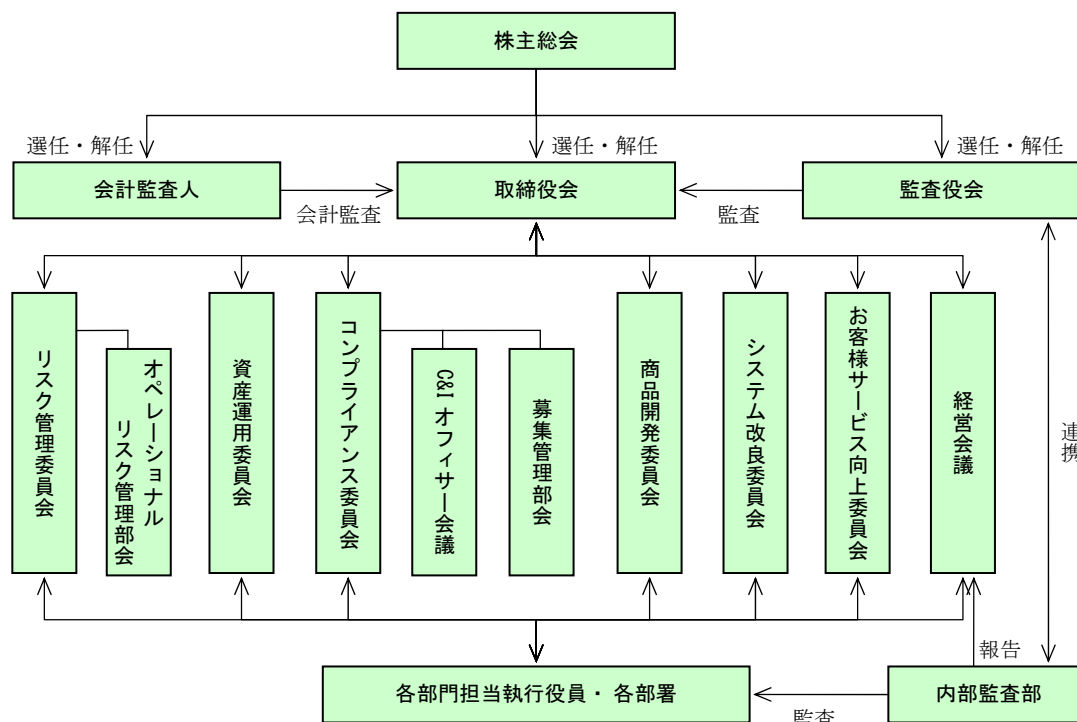 株主総会
選任・解任
選任・解任
選任・解任
会計監査人
取締役会
監査役会
会計監査
監査
リスク管理委員会
オペレーショナル
リスク管理部会
資産運用委員会
コンプライアンス委員会
C&I オフィサー会議
募集管理部会
商品開発委員会
システム改良委員会
お客様サービス向上委員会
経営会議
連携
報告
各部門担当執行役員・ 各部署
内部監査部
監査